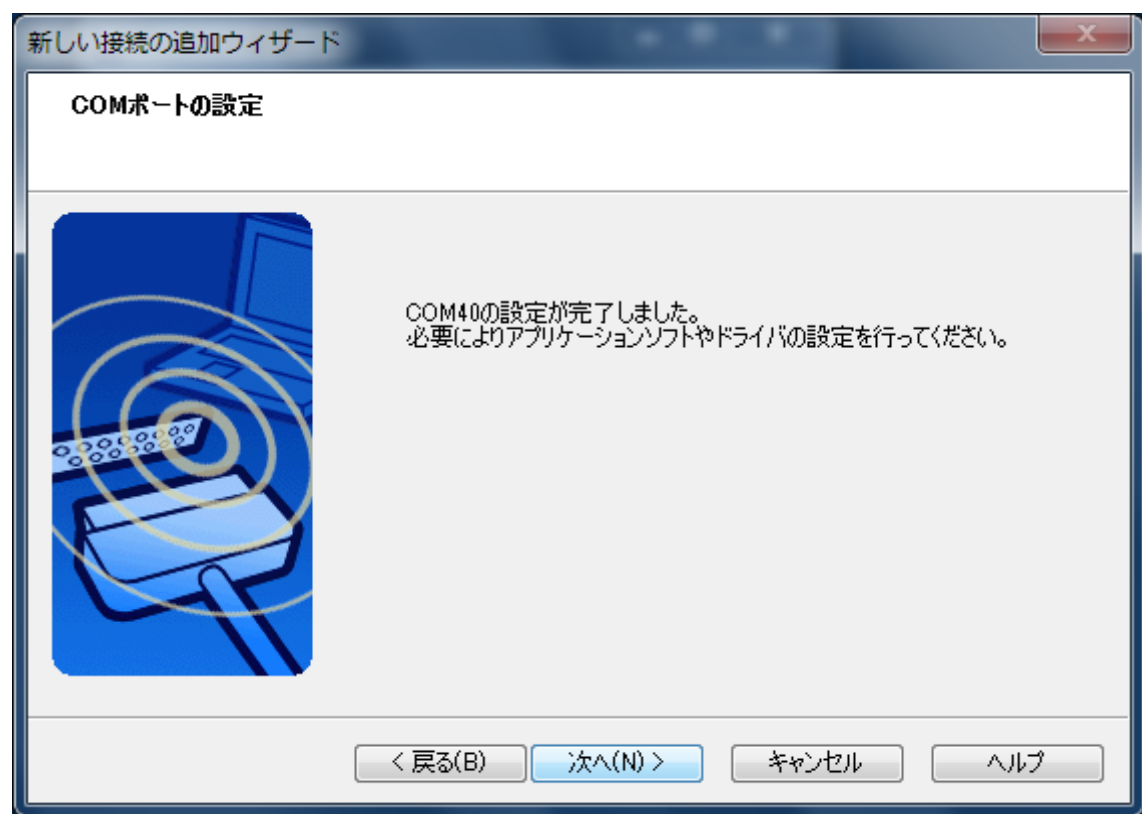 新しい接続の追加ウィザード
COMポートの設定
COM40の設定が完了しました。
必要によりアプリケーションソフトやドライバの設定を行ってください。
< 戻る(B)
次へ(N) >
キャンセル
ヘルプ